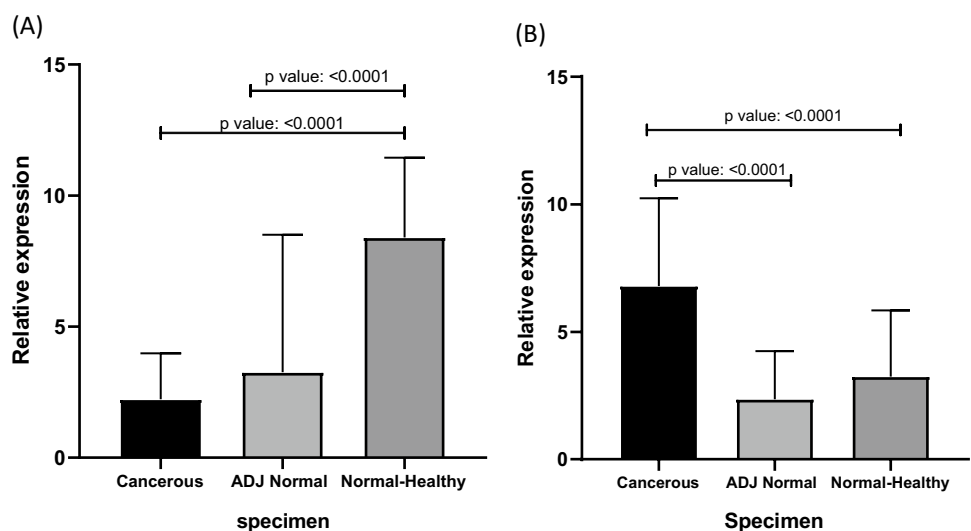 (A)
15
10
5
0
Relative expression
p value: <0.0001
p value: <0.0001
Cancerous ADJ Normal Normal-Healthy
specimen
(B)
15
10
5
0
Relative expression
p value: <0.0001
p value: <0.0001
Cancerous ADJ Normal Normal-Healthy
Specimen